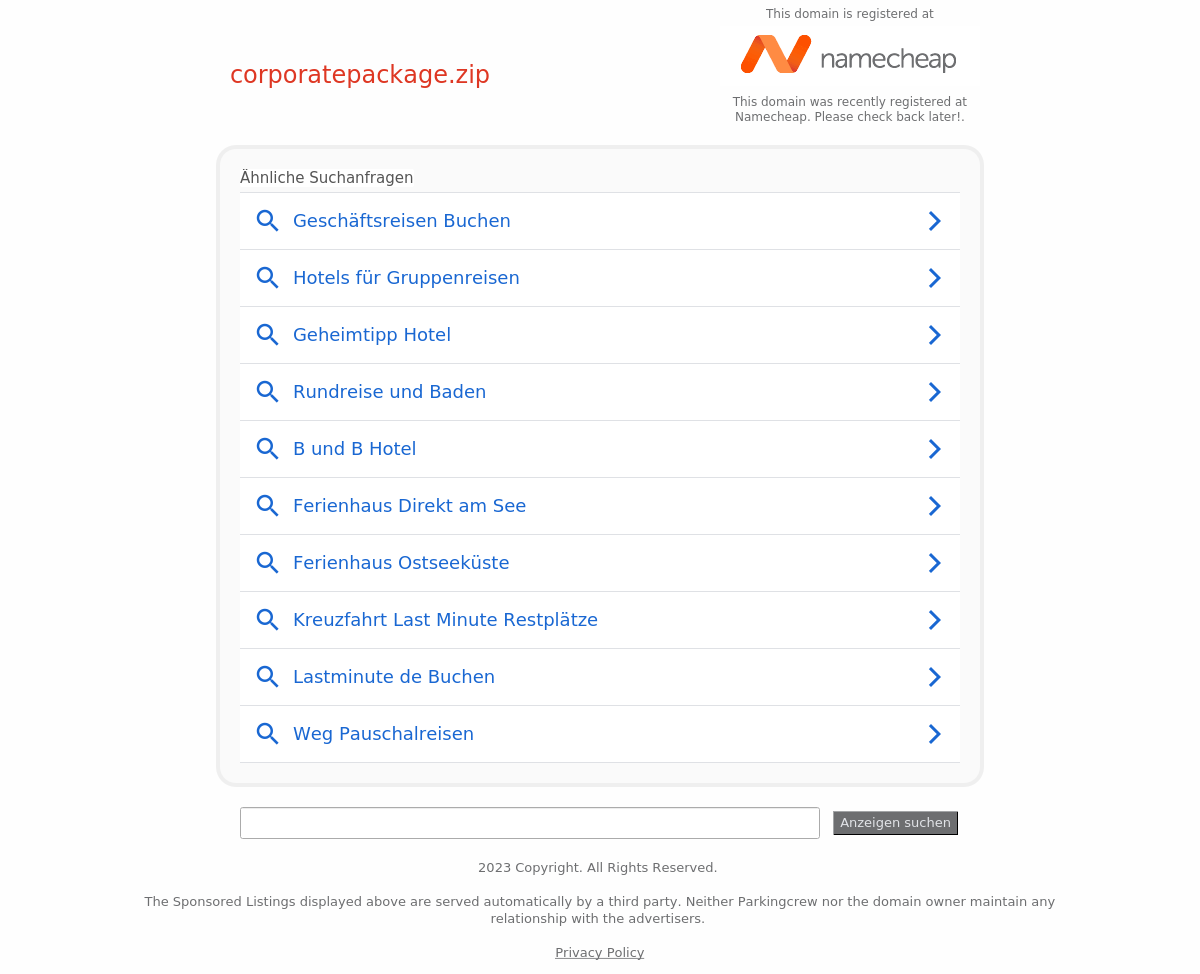 This domain is registered at
namecheap
corporatepackage.zip
This domain was recently registered at
Namecheap. Please check back later!.
Ähnliche Suchanfragen
Geschäftsreisen Buchen
Hotels für Gruppenreisen
Geheimtipp Hotel
Rundreise und Baden
B und B Hotel
Ferienhaus Direkt am See
Ferienhaus Ostseeküste
Kreuzfahrt Last Minute Restplätze
Lastminute de Buchen
Weg Pauschalreisen
Anzeigen suchen
2023 Copyright. All Rights Reserved.
The Sponsored Listings displayed above are served automatically by a third party. Neither Parkingcrew nor the domain owner maintain any
relationship with the advertisers.
Privacy Policy